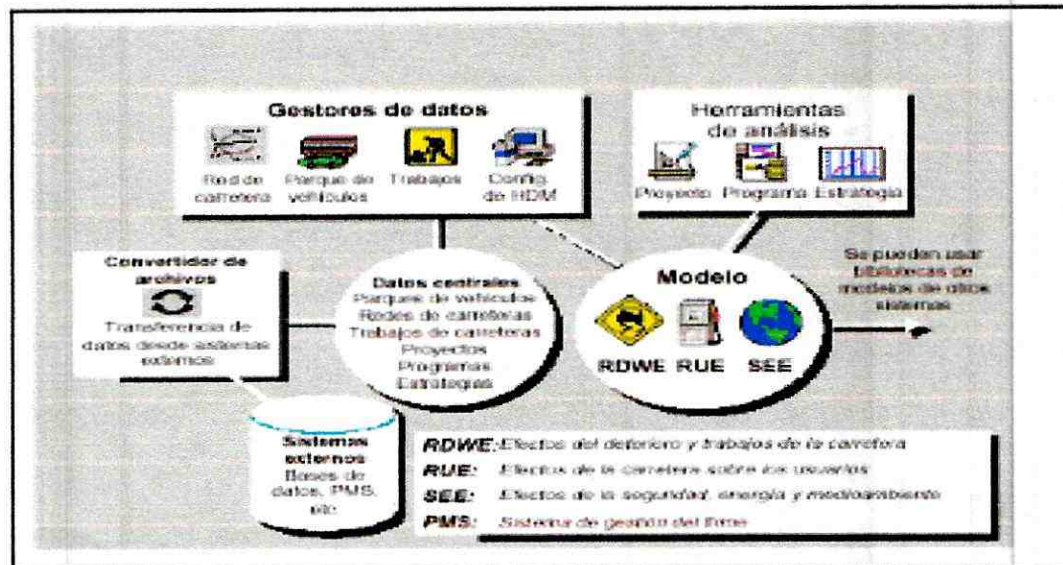 Gestores de datos
Red de carretera
Parque de vehículos
Trabajos
Config. de HDM
Herramientas
de análisis
Proyecto Programa Estrategia
Convertidor de
archivos
Transferencia de
datos desde sistemas
externos
Datos centrales
Parques de vehículos
Redes de carreteras
Trabajos de carreteras
Proyectos
Programas
Estrategias
Modelo
RDWE RUE SEE
Se pueden usar
bibliotecas de
modelos de otros
sistemas
Sistemas
externos
Bases de
datos, PMS,
etc
RDWE: Efectos del deterioro y trabajos de la carretera
RUE: Efectos de la carretera sobre los usuarios
SEE: Efectos de la seguridad, energía y medioambiente
PMS: Sistema de gestión del firme